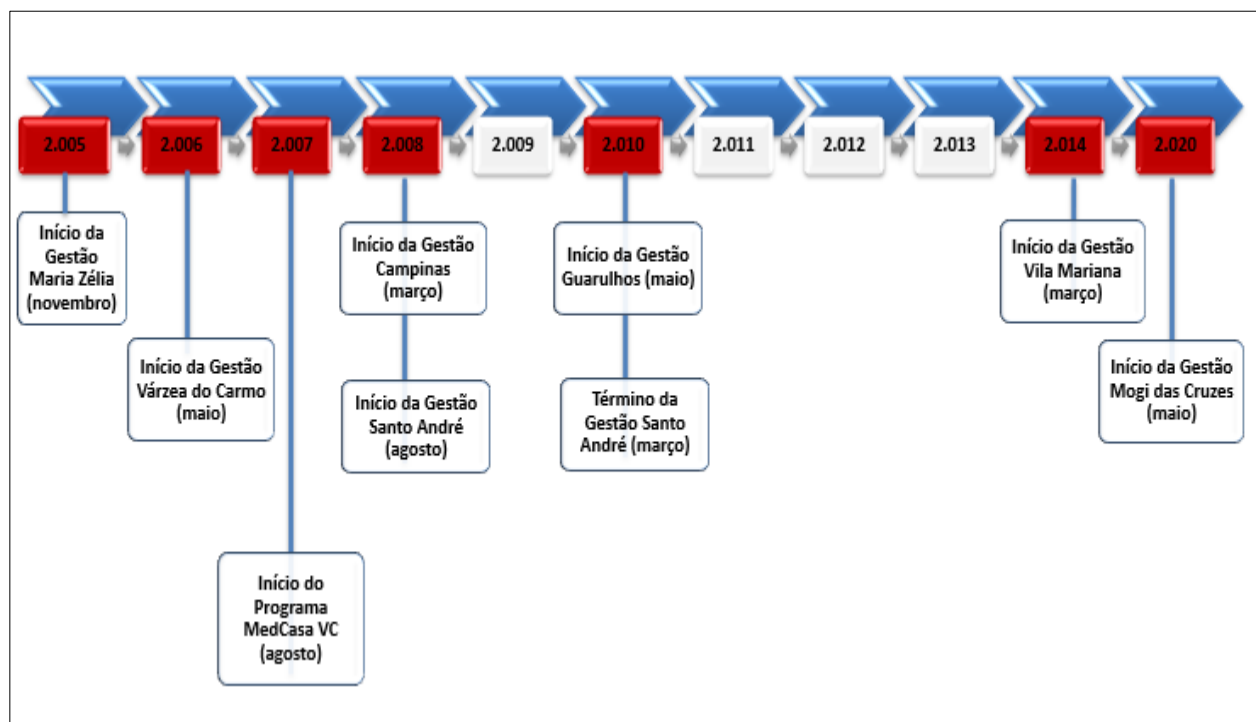 2.005
2.006
2.007
2.008
2.009
2.010
2.011
2.012
2.013
2.014
2.020
Início da
Gestão
Maria Zélia
(novembro)
Início da Gestão
Várzea do Carmo
(maio)
Início do
Programa
MedCasa VC
(agosto)
Início da Gestão
Campinas
(março)
Início da Gestão
Santo André
(agosto)
Início da Gestão
Guarulhos (maio)
Término da
Gestão Santo
André (março)
Início da Gestão
Vila Mariana
(março)
Início da Gestão
Mogi das Cruzes
(maio)